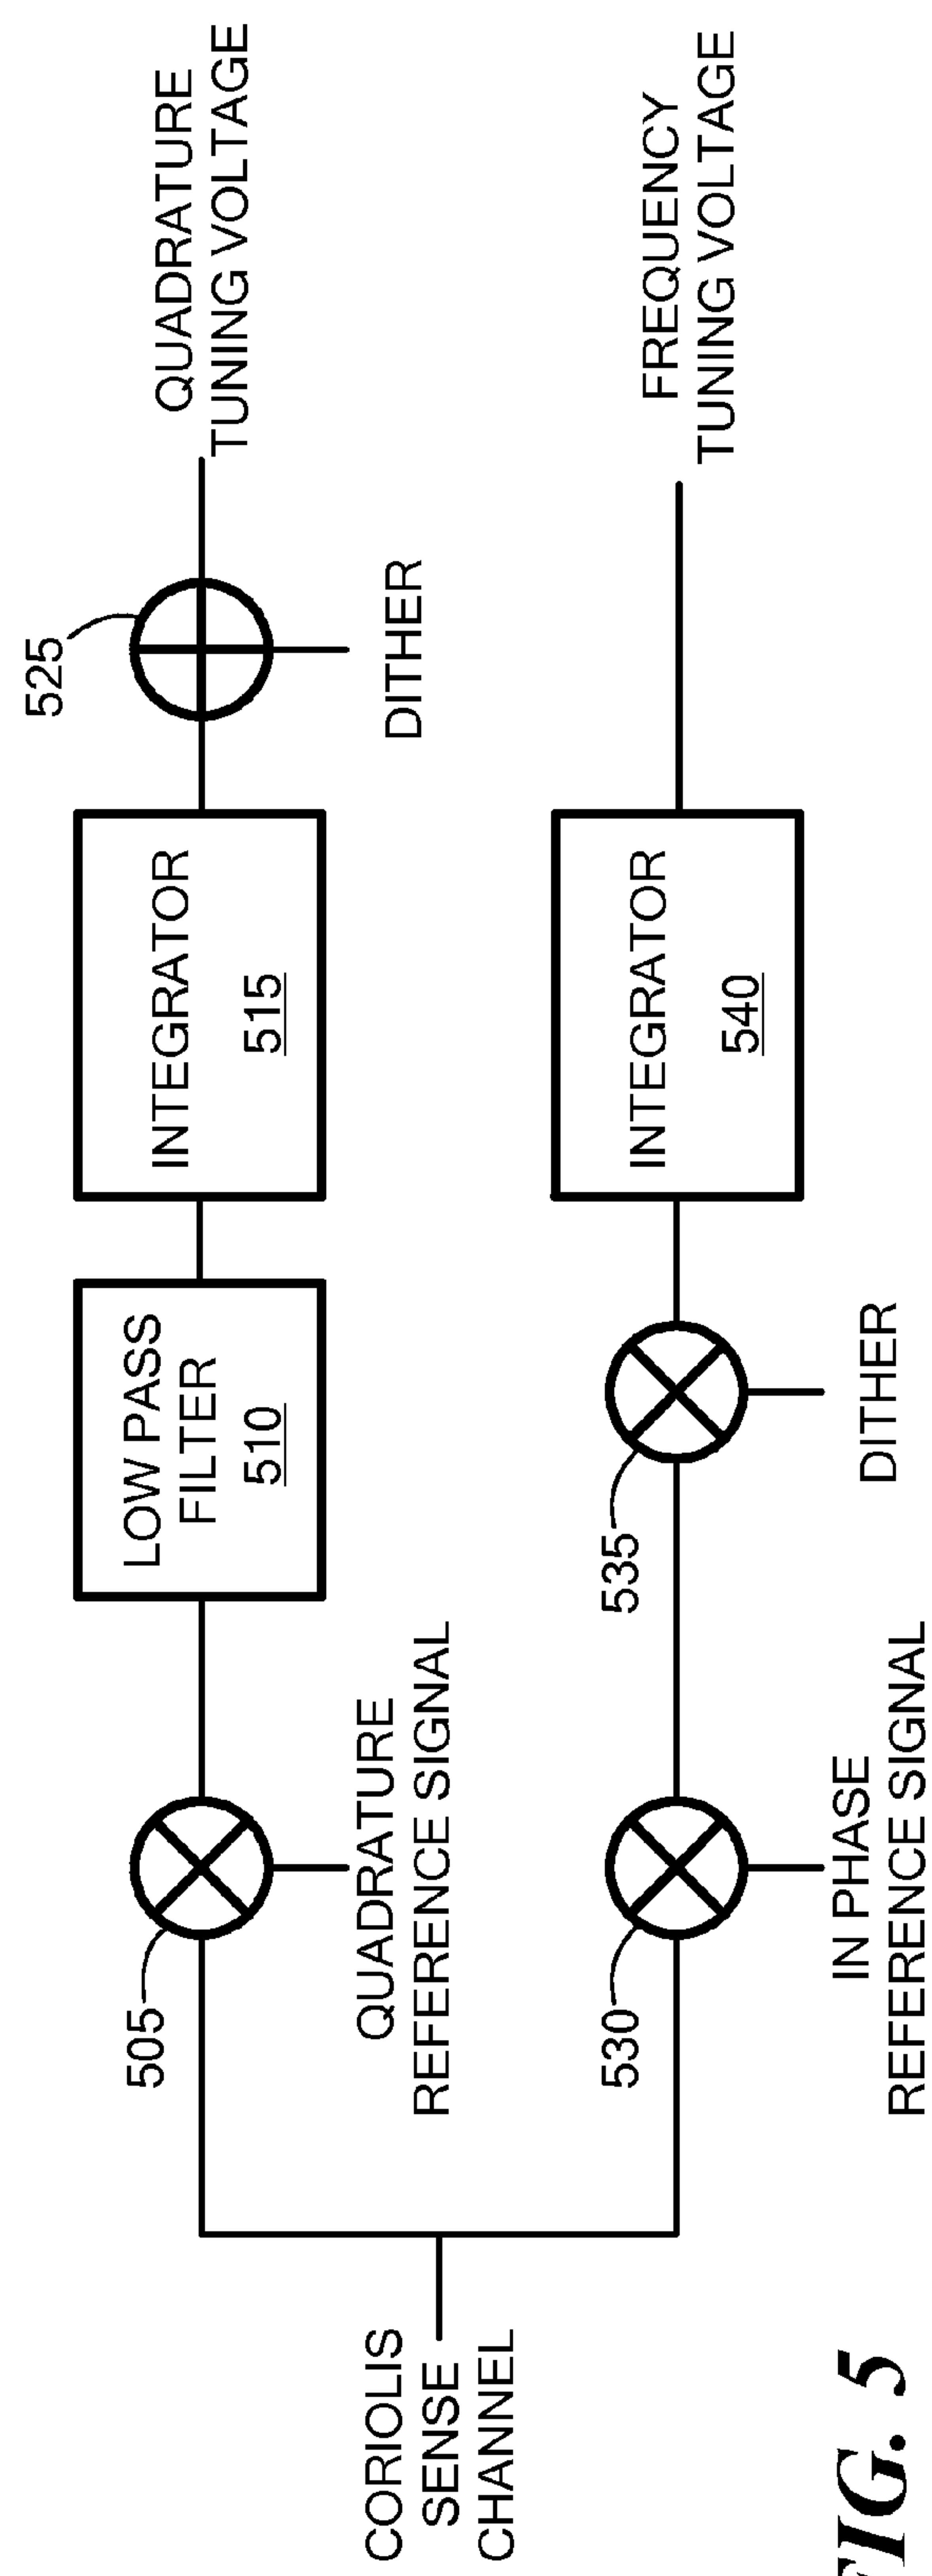 CORIOLIS
SENSE
CHANNEL
505
QUADRATURE
REFERENCE SIGNAL
LOW PASS
FILTER
510
INTEGRATOR
515
525
DITHER
QUADRATURE
TUNING VOLTAGE
530
IN PHASE
REFERENCE SIGNAL
535
DITHER
INTEGRATOR
540
FREQUENCY
TUNING VOLTAGE
FIG. 5